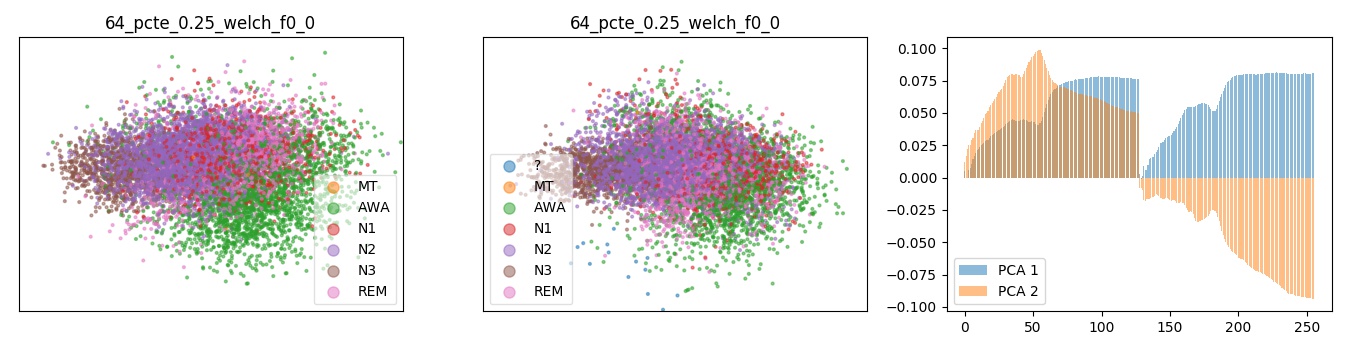 64_pcte_0.25_welch_f0_0
MT
AWA
N1
N2
N3
REM
64_pcte_0.25_welch_f0_0
?
MT
AWA
N1
N2
N3
REM
0.100
0.075
0.050
0.025
0.000
−0.025
−0.050
−0.075
−0.100
PCA 1
PCA 2
0 50 100 150 200 250